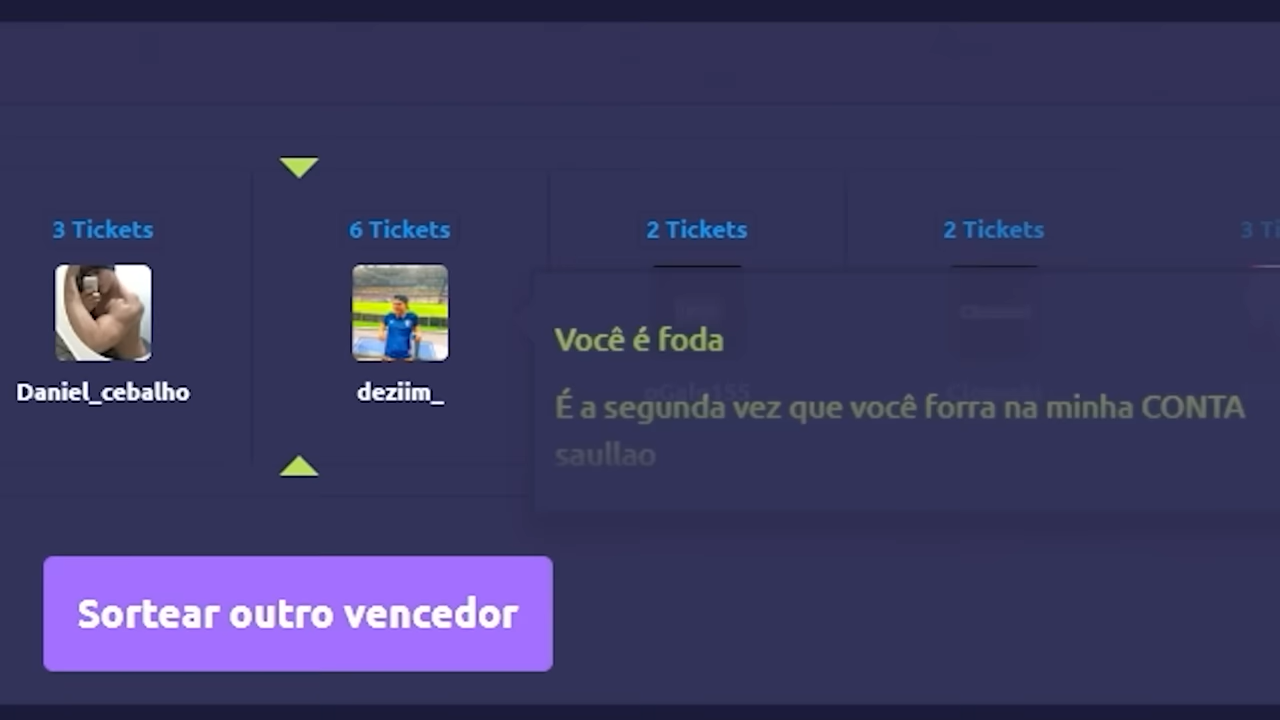 3 Tickets
6 Tickets
2 Tickets
2 Tickets
Daniel_cebalho
deziim_
Você é foda
É a segunda vez que você forra na minha CONTA
saullao
Sortear outro vencedor